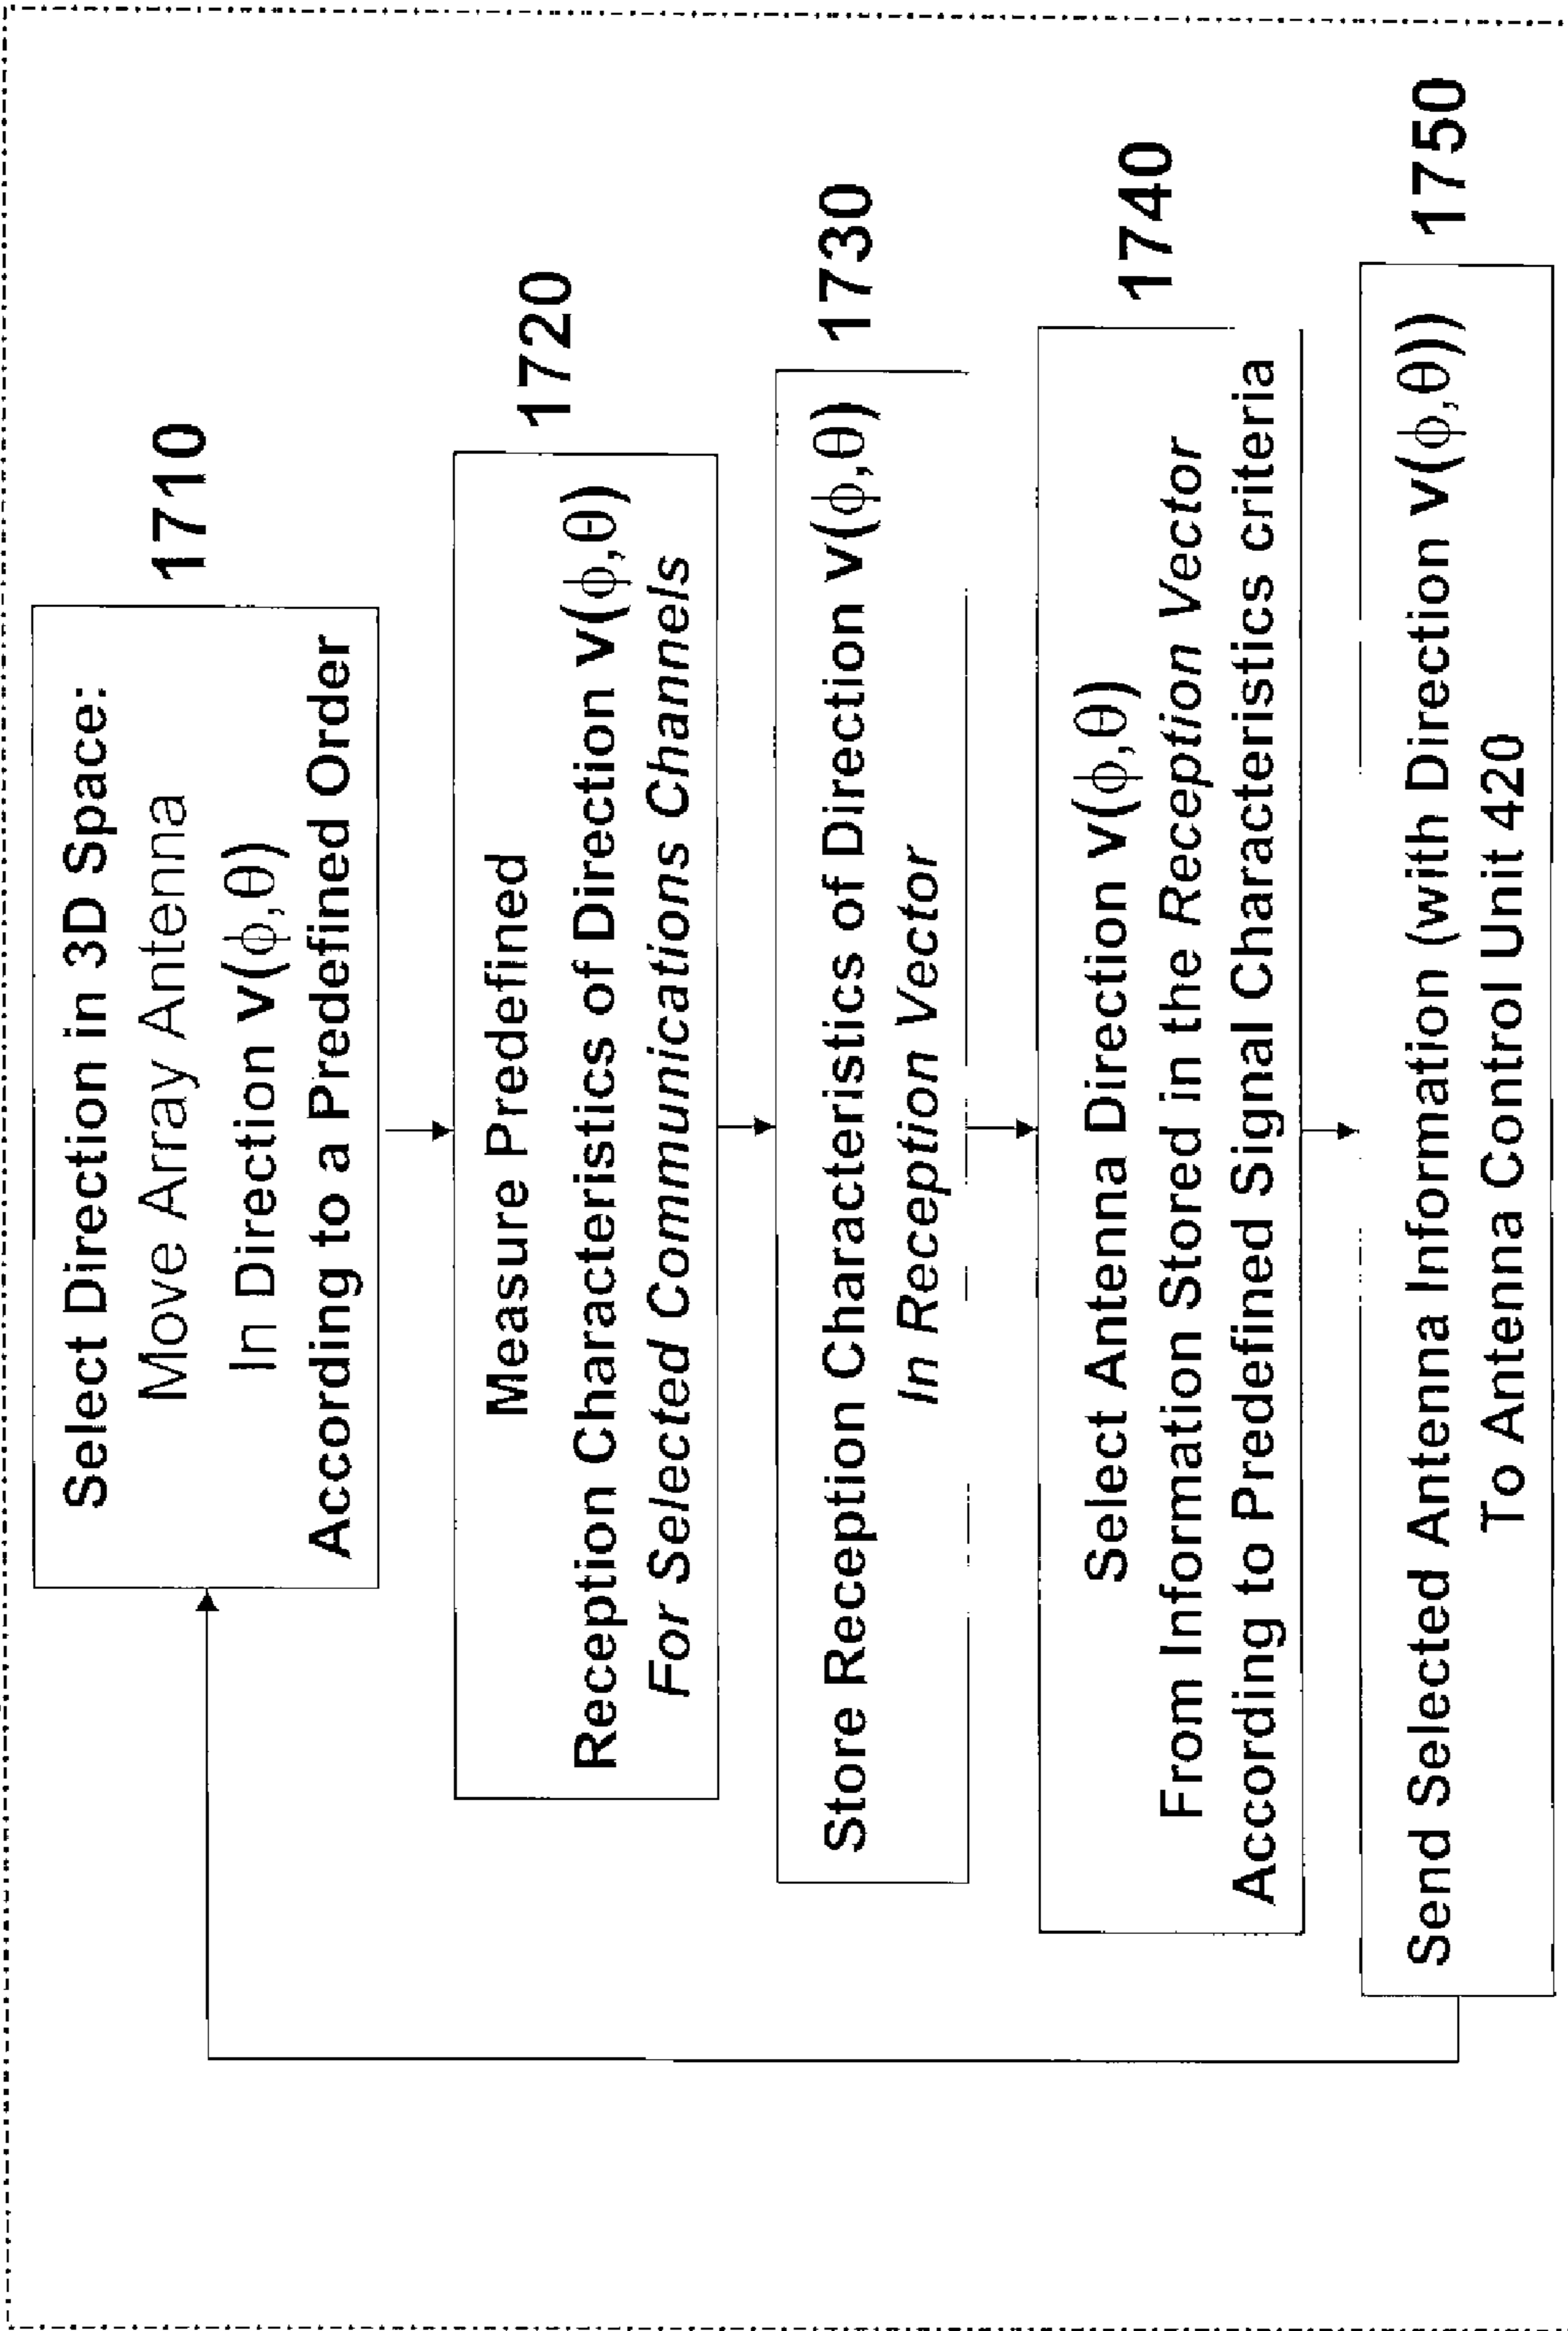 Select Direction in 3D Space:
Move Array Antenna
In Direction v(ϕ,θ)
According to a Predefined Order
1710
Measure Predefined
Reception Characteristics of Direction v(ϕ,θ)
For Selected Communications Channels
1720
Store Reception Characteristics of Direction v(ϕ,θ)
In Reception Vector
1730
Select Antenna Direction v(ϕ,θ)
From Information Stored in the Reception Vector
According to Predefined Signal Characteristics criteria
1740
Send Selected Antenna Information (with Direction v(ϕ,θ))
To Antenna Control Unit 420
1750